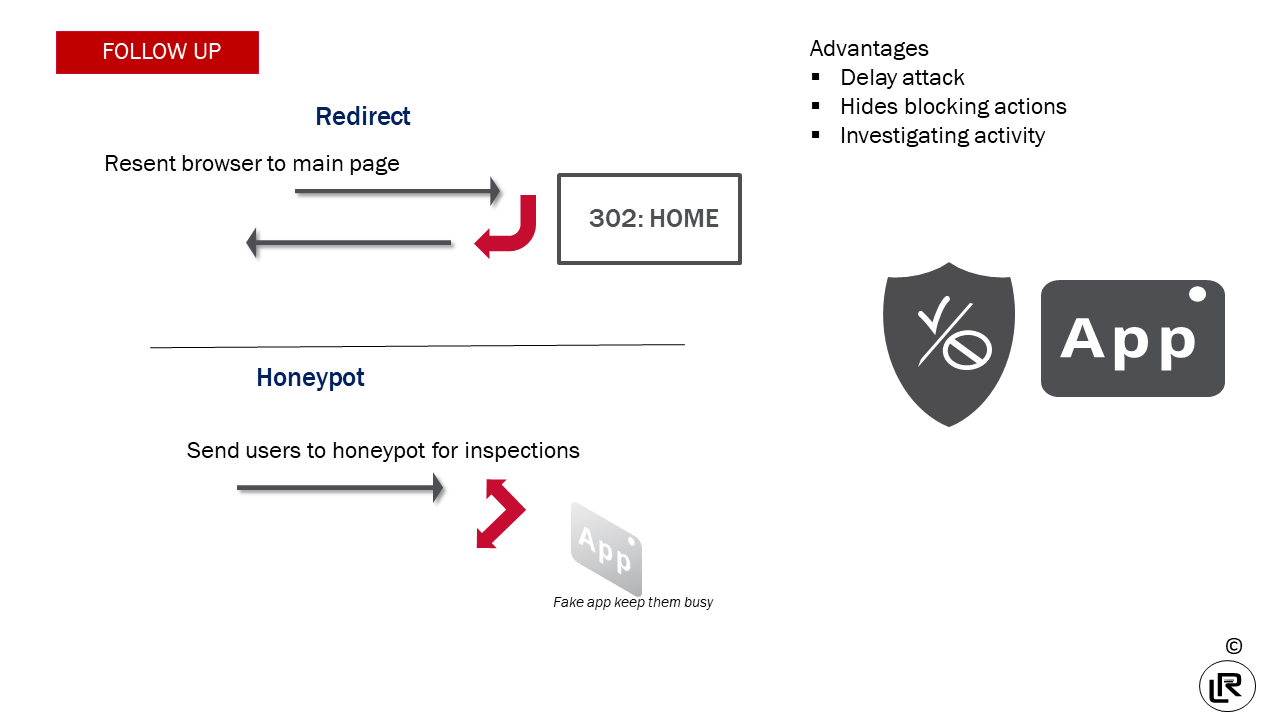 FOLLOW UP
Redirect
Resent browser to main page
302: HOME
Honeypot
Send users to honeypot for inspections
App
Fake app keep them busy
Advantages
▪ Delay attack
▪ Hides blocking actions
▪ Investigating activity
App
©
LR